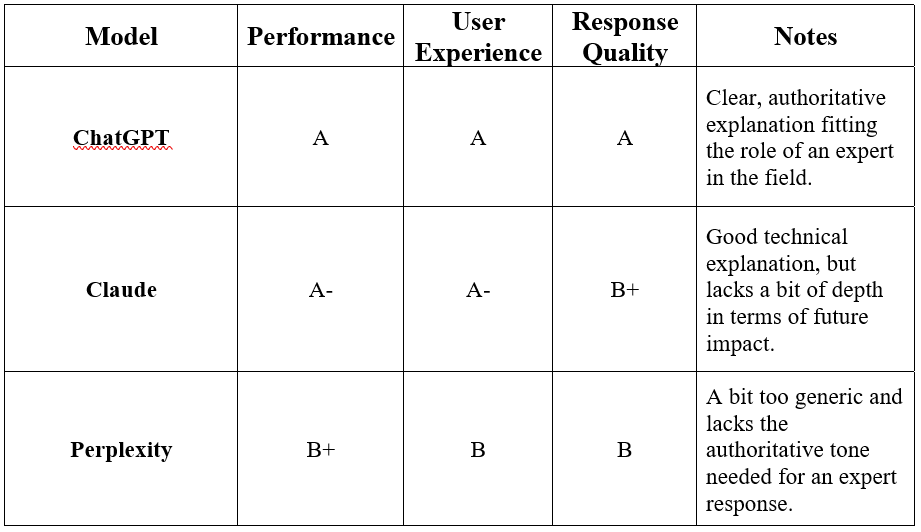 Model Performance User Experience Response Quality Notes
ChatGPT A A A Clear, authoritative
explanation fitting
the role of an expert
in the field.
Claude A- A- B+ Good technical
explanation, but
lacks a bit of depth
in terms of future
impact.
Perplexity B+ B B A bit too generic and
lacks the
authoritative tone
needed for an expert
response.